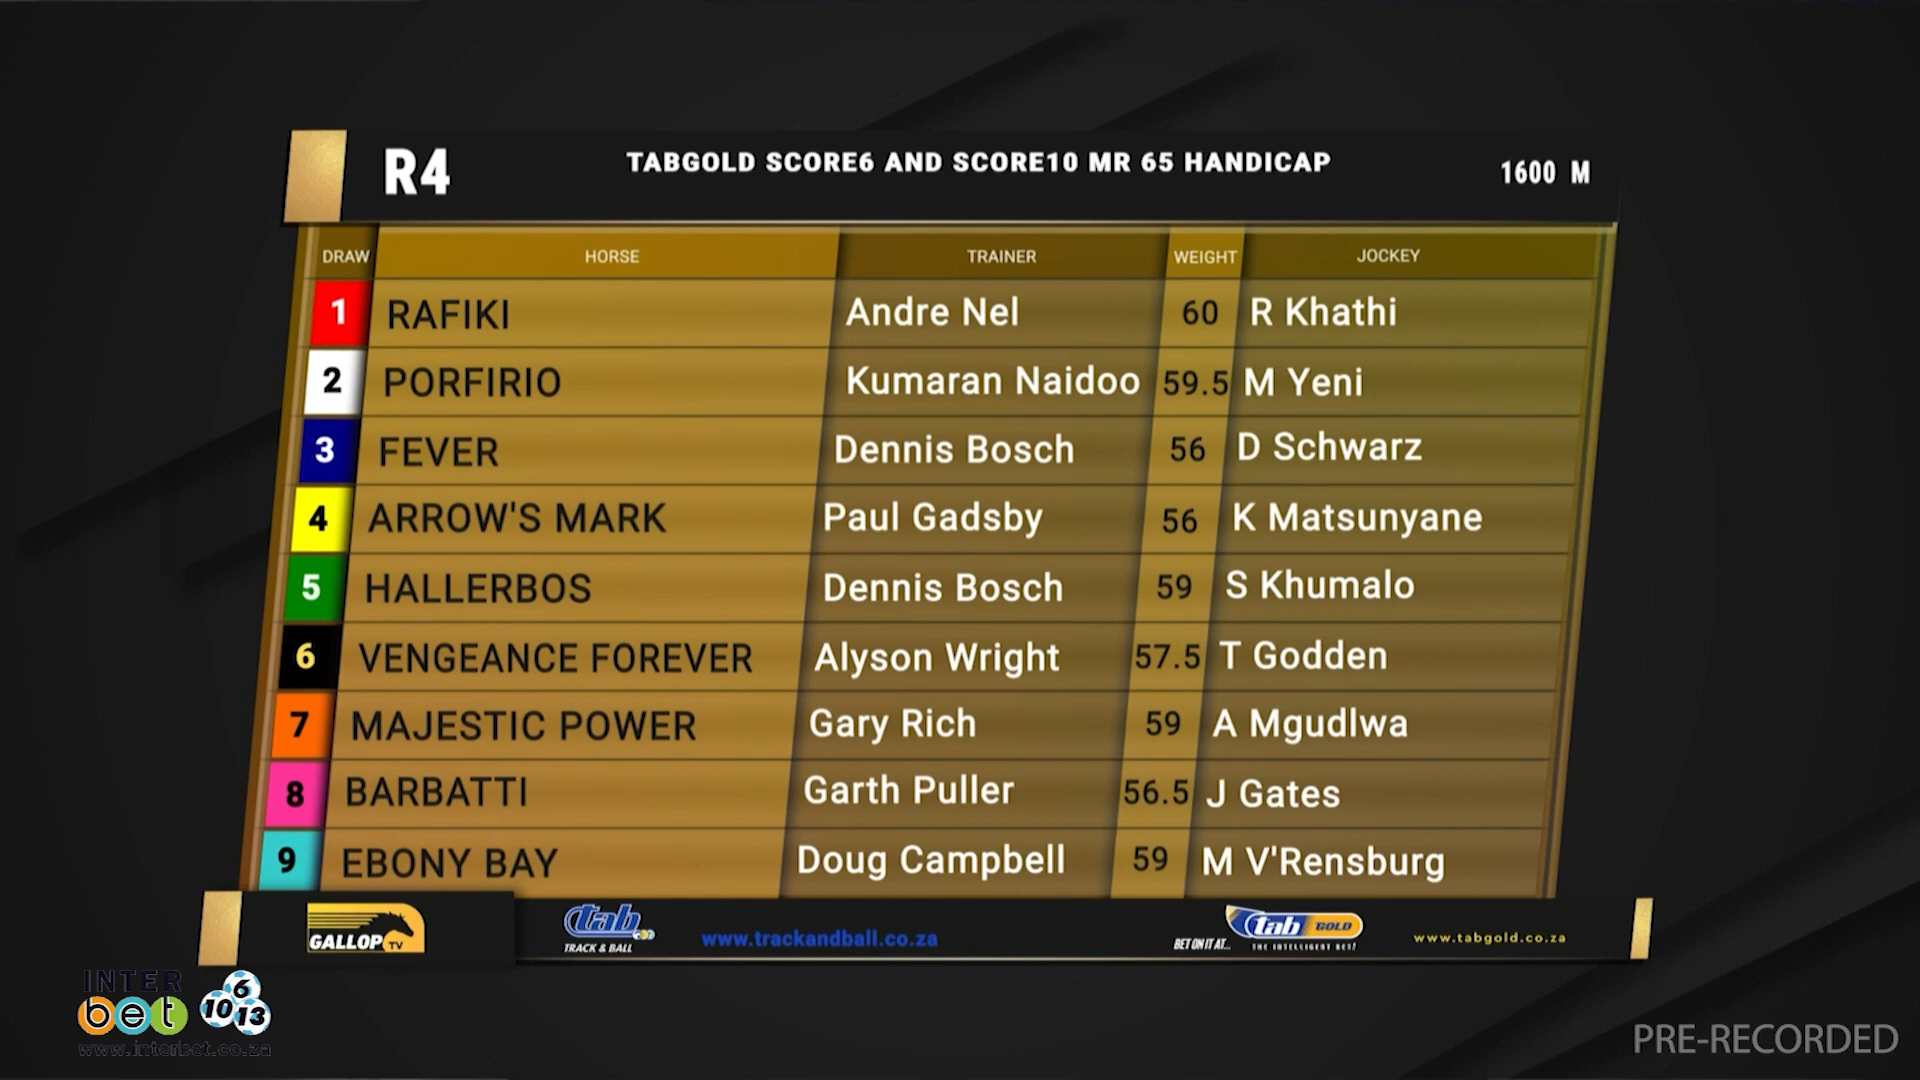 R4 TABGOLD SCORE6 AND SCORE10 MR 65 HANDICAP 1600 M
DRAW HORSE TRAINER WEIGHT JOCKEY
1 RAFIKI Andre Nel 60 R Khathi
2 PORFIRIO Kumaran Naidoo 59.5 M Yeni
3 FEVER Dennis Bosch 56 D Schwarz
4 ARROW'S MARK Paul Gadsby 56 K Matsunyane
5 HALLERBOS Dennis Bosch 59 S Khumalo
6 VENGEANCE FOREVER Alyson Wright 57.5 T Godden
7 MAJESTIC POWER Gary Rich 59 A Mgudlwa
8 BARBATTI Garth Puller 56.5 J Gates
9 EBONY BAY Doug Campbell 59 M V'Rensburg
GALLOP TV
tab
TRACK & BALL
www.trackandball.co.za
BET ON IT AT...
tab GOLD
THE INTELLIGENT BET!
www.tabgold.co.za
INTER
bet
6
10 13
www.interbet.co.za
PRE-RECORDED